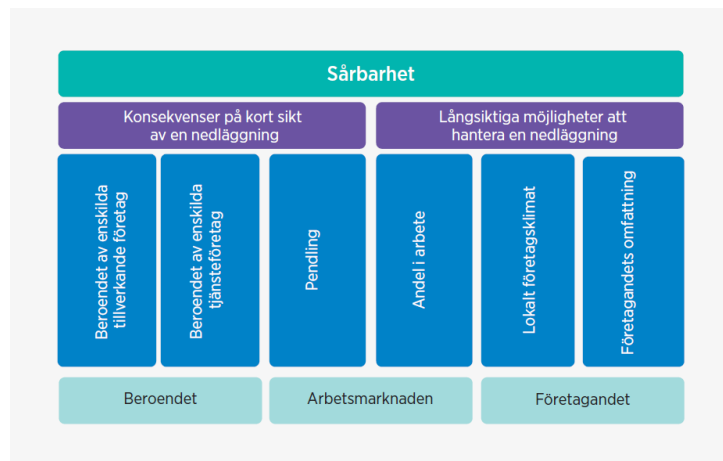 Sårbarhet
Konsekvenser på kort sikt
av en nedläggning
Långsiktiga möjligheter att
hantera en nedläggning
Beroendet av enskilda
tillverkande företag
Beroendet av enskilda
tjänsteföretag
Pendling
Andel i arbete
Lokalt företagsklimat
Företagandets omfattning
Beroendet
Arbetsmarknaden
Företagandet